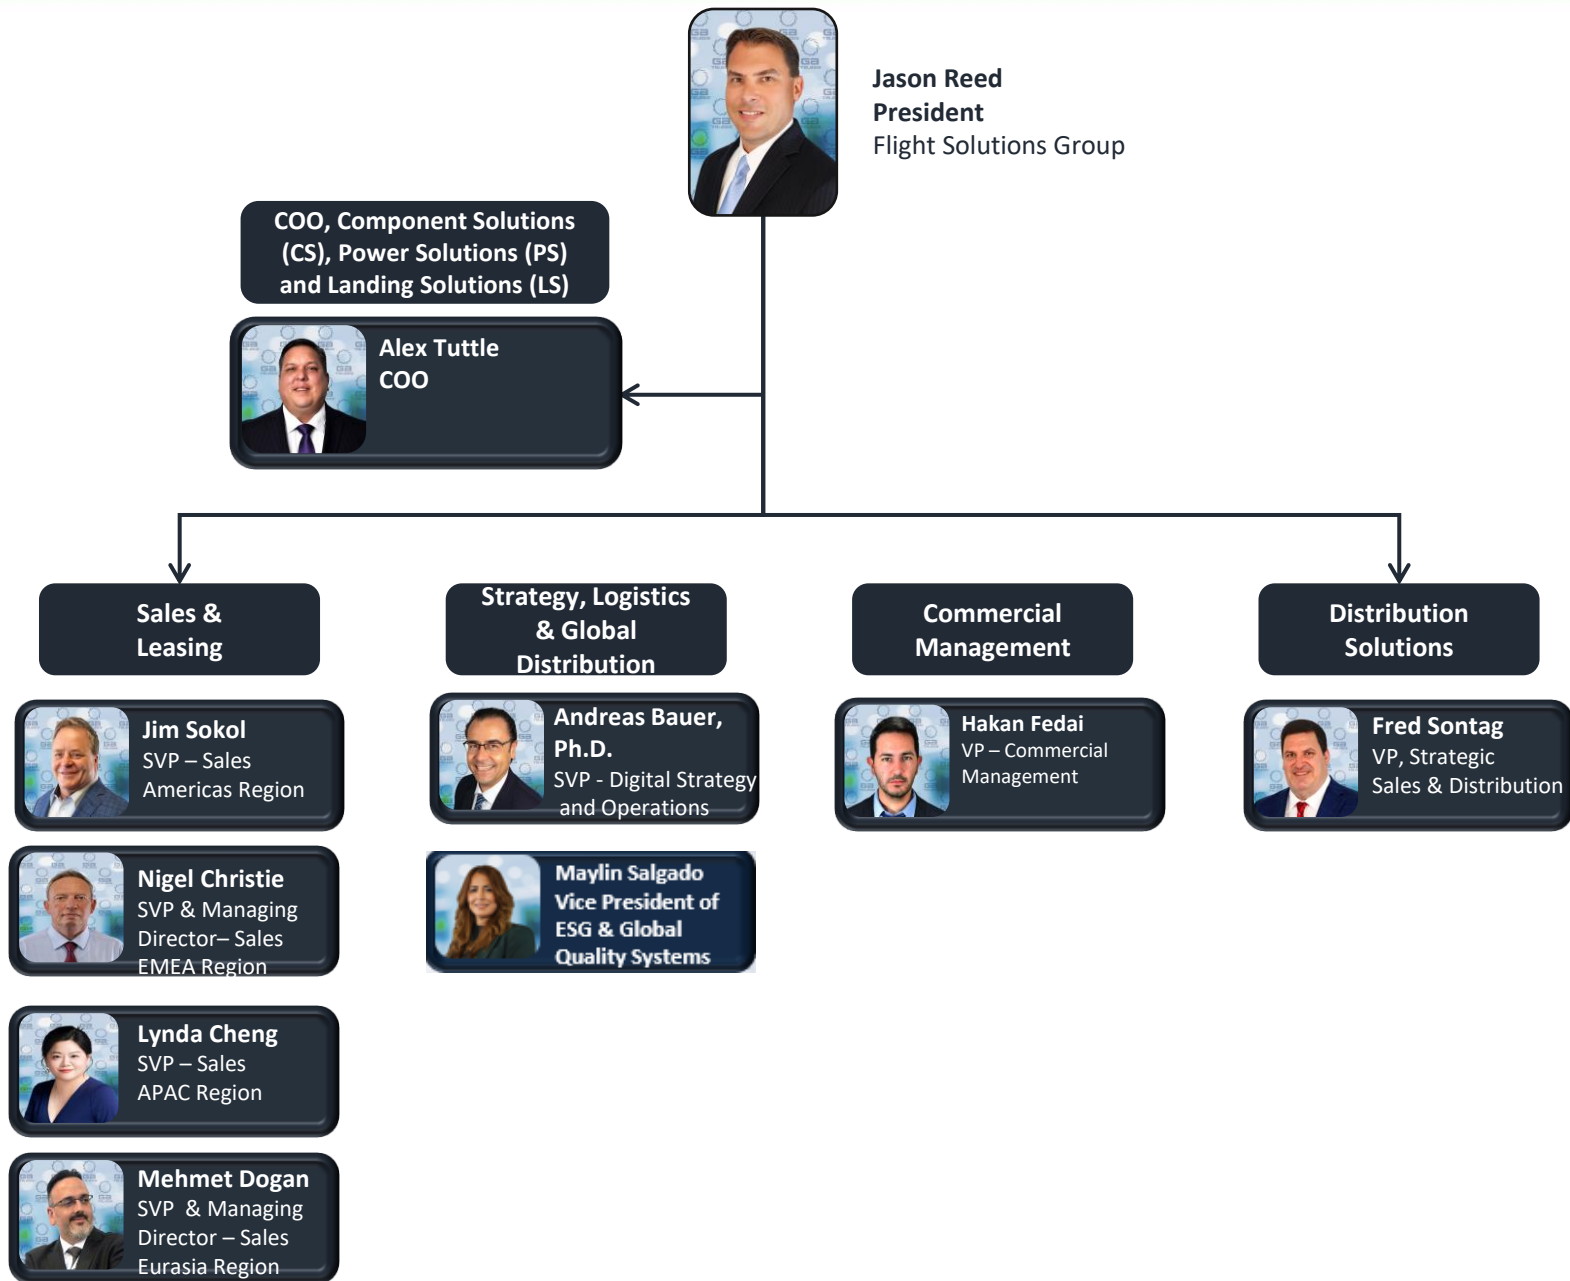 Jason Reed
President
Flight Solutions Group
COO, Component Solutions
(CS), Power Solutions (PS)
and Landing Solutions (LS)
Alex Tuttle
COO
Sales &
Leasing
Jim Sokol
SVP – Sales
Americas Region
Nigel Christie
SVP & Managing
Director– Sales
EMEA Region
Lynda Cheng
SVP – Sales
APAC Region
Mehmet Dogan
SVP & Managing
Director – Sales
Eurasia Region
Strategy, Logistics
& Global
Distribution
Andreas Bauer,
Ph.D.
SVP - Digital Strategy
and Operations
Maylin Salgado
Vice President of
ESG & Global
Quality Systems
Commercial
Management
Hakan Fedai
VP – Commercial
Management
Distribution
Solutions
Fred Sontag
VP, Strategic
Sales & Distribution